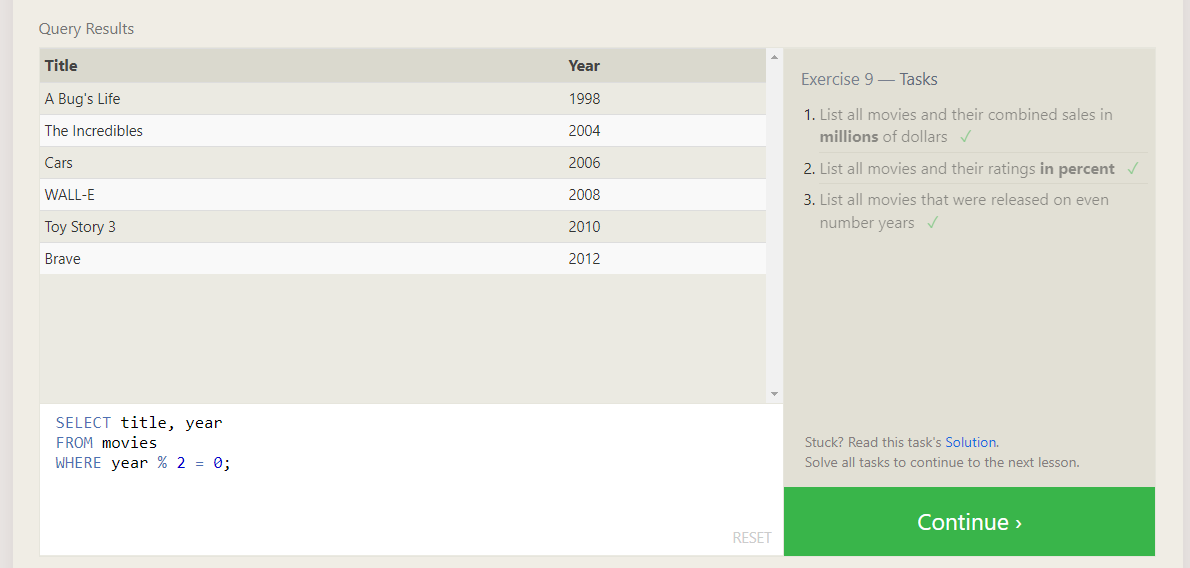 Query Results
Title Year
A Bug's Life 1998
The Incredibles 2004
Cars 2006
WALL-E 2008
Toy Story 3 2010
Brave 2012
SELECT title, year
FROM movies
WHERE year % 2 = 0;
RESET
Exercise 9 — Tasks
1. List all movies and their combined sales in
millions of dollars ✓
2. List all movies and their ratings in percent ✓
3. List all movies that were released on even
number years ✓
Stuck? Read this task's Solution.
Solve all tasks to continue to the next lesson.
Continue ›